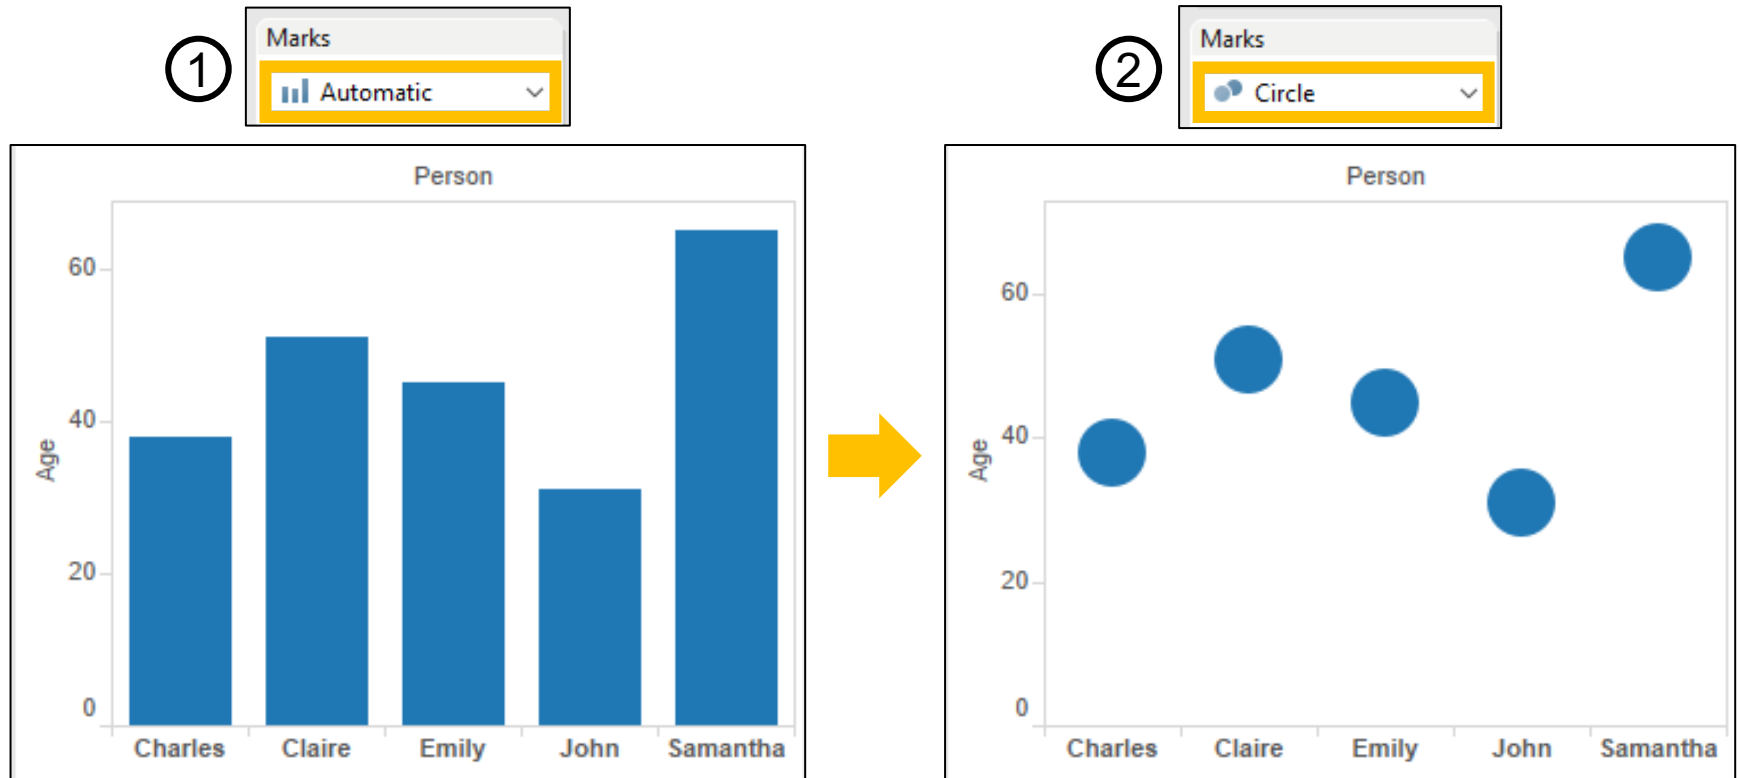 ①
Marks
Automatic
Person
60
40
20
0
Age
Charles Claire Emily John Samantha
②
Marks
Circle
Person
60
40
20
0
Age
Charles Claire Emily John Samantha